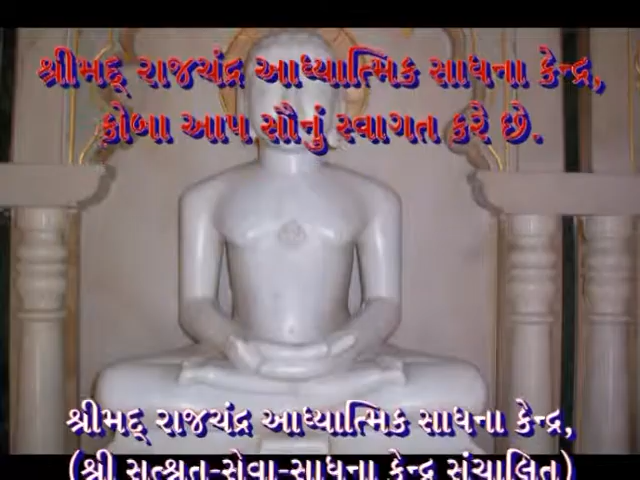 શ્રીમદ્ રાજચંદ્ર આધ્યાત્મિક સાધના કેન્દ્ર,
કોબા આપ સૌનું સ્વાગત કરે છે.
શ્રીમદ્ રાજચંદ્ર આધ્યાત્મિક સાધના કેન્દ્ર,
(શ્રી સત્શ્રુત-સેવા-સાધના કેન્દ્ર સંચાલિત)